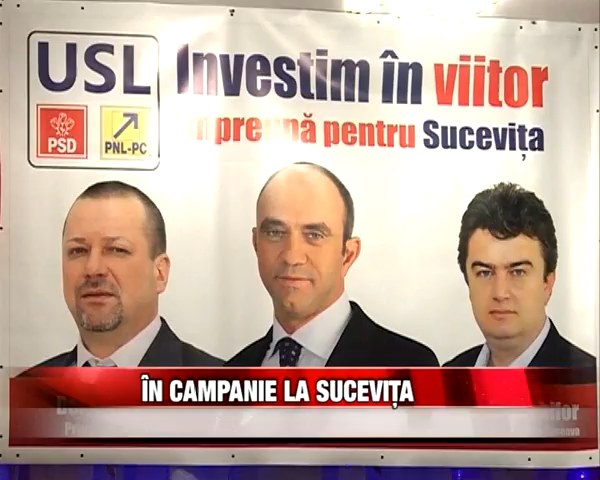 USL
PSD
PNL-PC
Investim în viitor
Împreună pentru Sucevița
ÎN CAMPANIE LA SUCEVIȚA